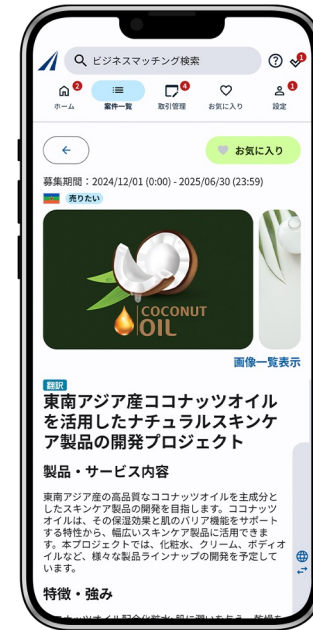 ビジネスマッチング検索
1
2
ホーム
案件一覧
4
取引管理
お気に入り
1
設定
お気に入り
募集期間：2024/12/01 (0:00) - 2025/06/30 (23:59)
売りたい
COCONUT
OIL
画像一覧表示
翻訳
東南アジア産ココナッツオイル
を活用したナチュラルスキンケ
ア製品の開発プロジェクト
製品・サービス内容
東南アジア産の高品質なココナッツオイルを主成分と
したスキンケア製品の開発を目指します。ココナッツ
オイルは、その保湿効果と肌のバリア機能をサポート
する特性から、幅広いスキンケア製品に活用できま
す。本プロジェクトでは、化粧水、クリーム、ボディオ
イルなど、様々な製品ラインナップの開発を予定して
います。
特徴・強み